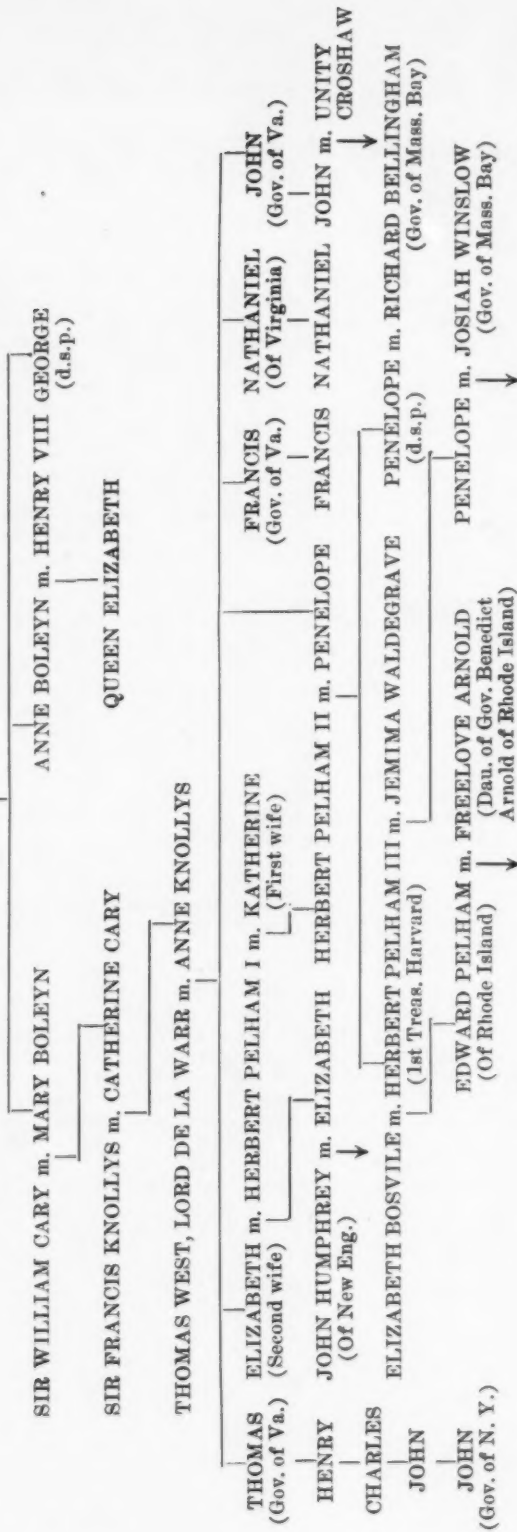 SIR WILLIAM CARY m. MARY BOLEYN ANNE BOLEYN m. HENRY VIII GEORGE
(d.s.p.)
SIR FRANCIS KNOLLYS m. CATHERINE CARY QUEEN ELIZABETH
THOMAS WEST, LORD DE LA WARR m. ANNE KNOLLYS
THOMAS ELIZABETH m. HERBERT PELHAM I m. KATHERINE FRANCIS NATHANIEL JOHN
(Gov. of Va.) (Second wife) (First wife) (Gov. of Va.) (Of Virginia) (Gov. of Va.)
HENRY JOHN HUMPHREY m. ELIZABETH HERBERT PELHAM II m. PENELOPE FRANCIS NATHANIEL JOHN m. UNITY
(Of New Eng.) CROSHAW
CHARLES
JOHN ELIZABETH BOSVILE m. HERBERT PELHAM III m. JEMIMA WALDEGRAVE PENELOPE m. RICHARD BELLINGHAM
(1st Treas. Harvard) (d.s.p.) (Gov. of Mass. Bay)
JOHN EDWARD PELHAM m. FREELOVE ARNOLD PENELOPE m. JOSIAH WINSLOW
(Gov. of N. Y.) (Of Rhode Island) (Dau. of Gov. Benedict (Gov. of Mass. Bay)
Arnold of Rhode Island